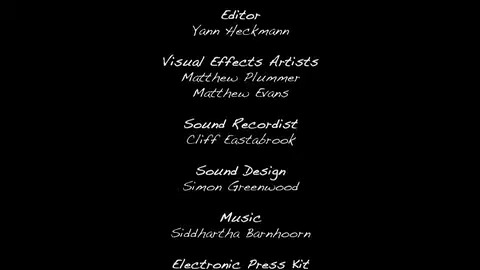 Editor
Yann Heckmann
Visual Effects Artists
Matthew Plummer
Matthew Evans
Sound Recordist
Cliff Eastabrook
Sound Design
Simon Greenwood
Music
Siddhartha Barnhoorn
Electronic Press Kit